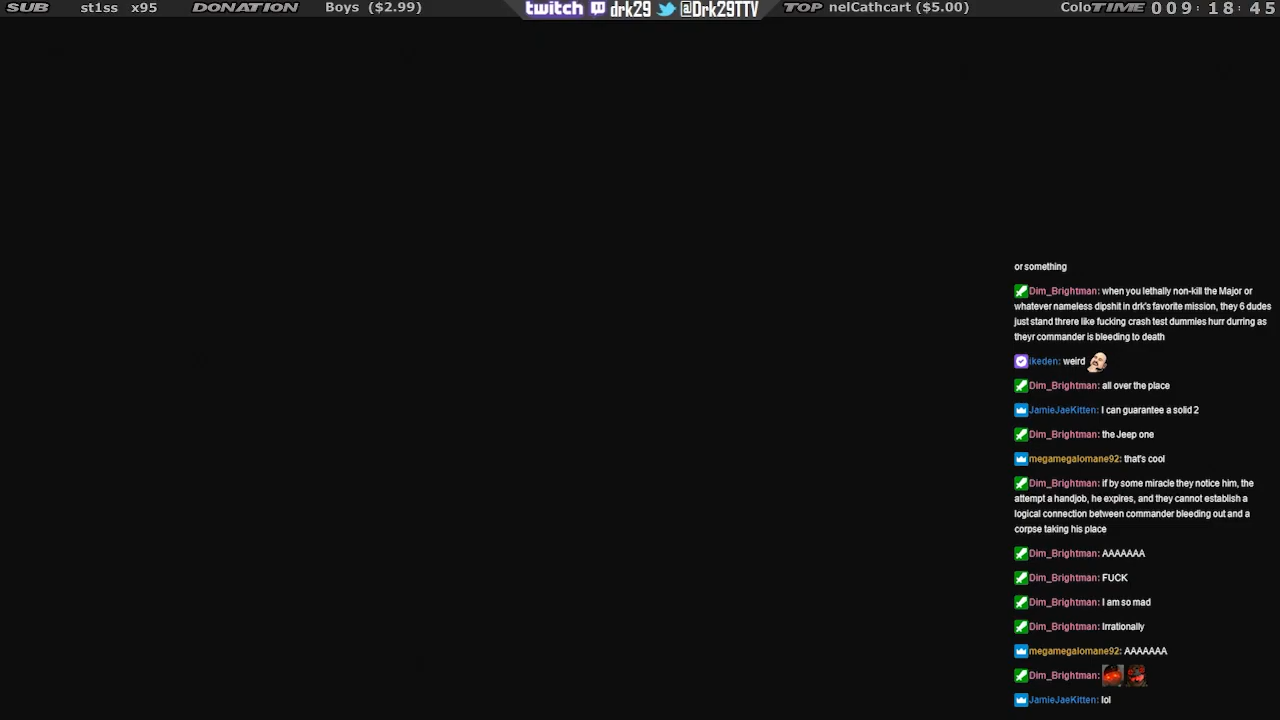 SUB st1ss x95 DONATION Boys ($2.99) twitch drk29 @Drk29TTV TOP nelCathcart ($5.00) Colo TIME 009:18:45
or something
Dim_Brightman: when you lethally non-kill the Major or
whatever nameless dipshit in drk's favorite mission, they 6 dudes
just stand threre like fucking crash test dummies hurr durring as
theyr commander is bleeding to death
ikeden: weird
Dim_Brightman: all over the place
JamieJaeKitten: I can guarantee a solid 2
Dim_Brightman: the Jeep one
megamegalomane92: that's cool
Dim_Brightman: if by some miracle they notice him, the
attempt a handjob, he expires, and they cannot establish a
logical connection between commander bleeding out and a
corpse taking his place
Dim_Brightman: AAAAAAA
Dim_Brightman: FUCK
Dim_Brightman: I am so mad
Dim_Brightman: Irrationally
megamegalomane92: AAAAAAA
Dim_Brightman:
JamieJaeKitten: lol